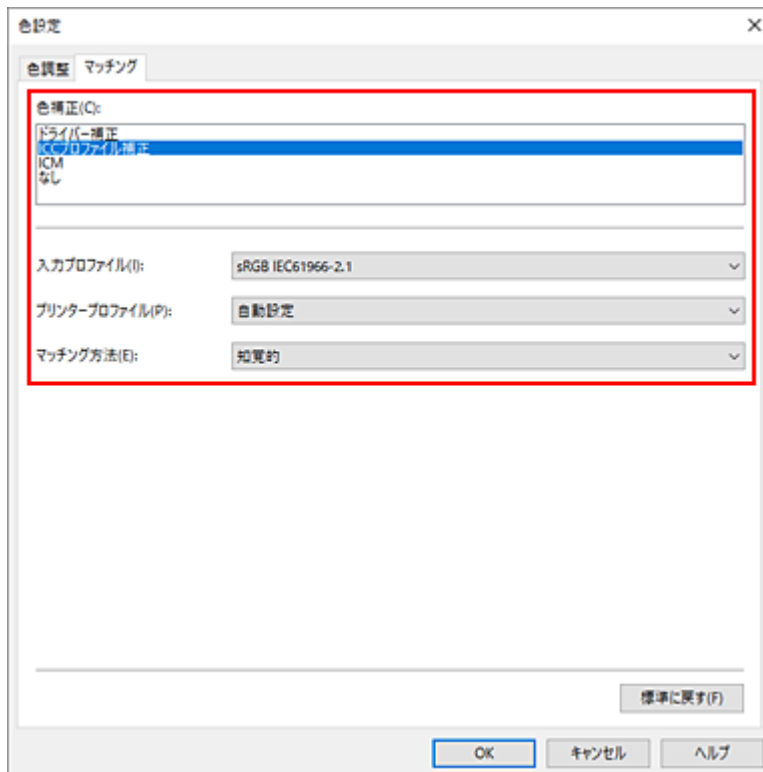 色設定
色調整 マッチング
色補正(C):
ドライバー補正
ICCプロファイル補正
ICM
なし
入力プロファイル(I): sRGB IEC61966-2.1
プリンタープロファイル(P): 自動設定
マッチング方法(E): 知覚的
標準に戻す(F)
OK キャンセル ヘルプ